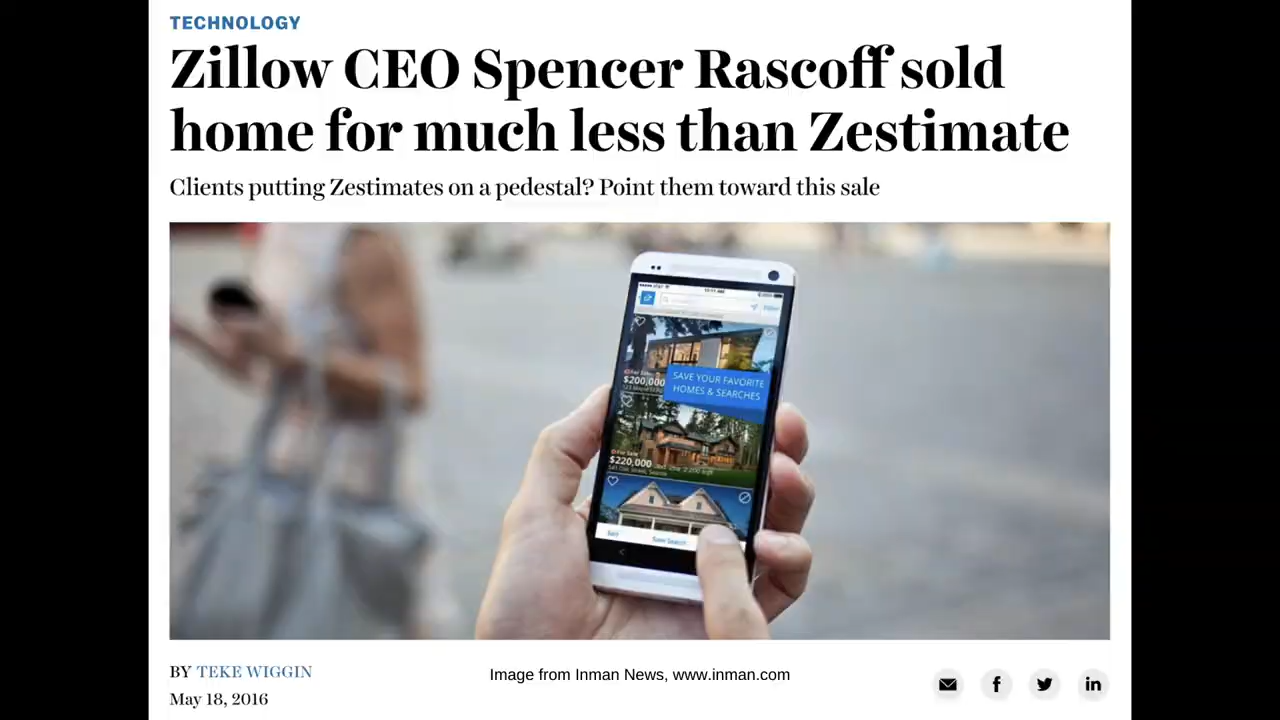 TECHNOLOGY
Zillow CEO Spencer Rascoff sold
home for much less than Zestimate
Clients putting Zestimates on a pedestal? Point them toward this sale
$200,000
SAVE YOUR FAVORITE
HOMES & SEARCHES
For Sale
$220,000
BY TEKE WIGGIN
Image from Inman News, www.inman.com
May 18, 2016